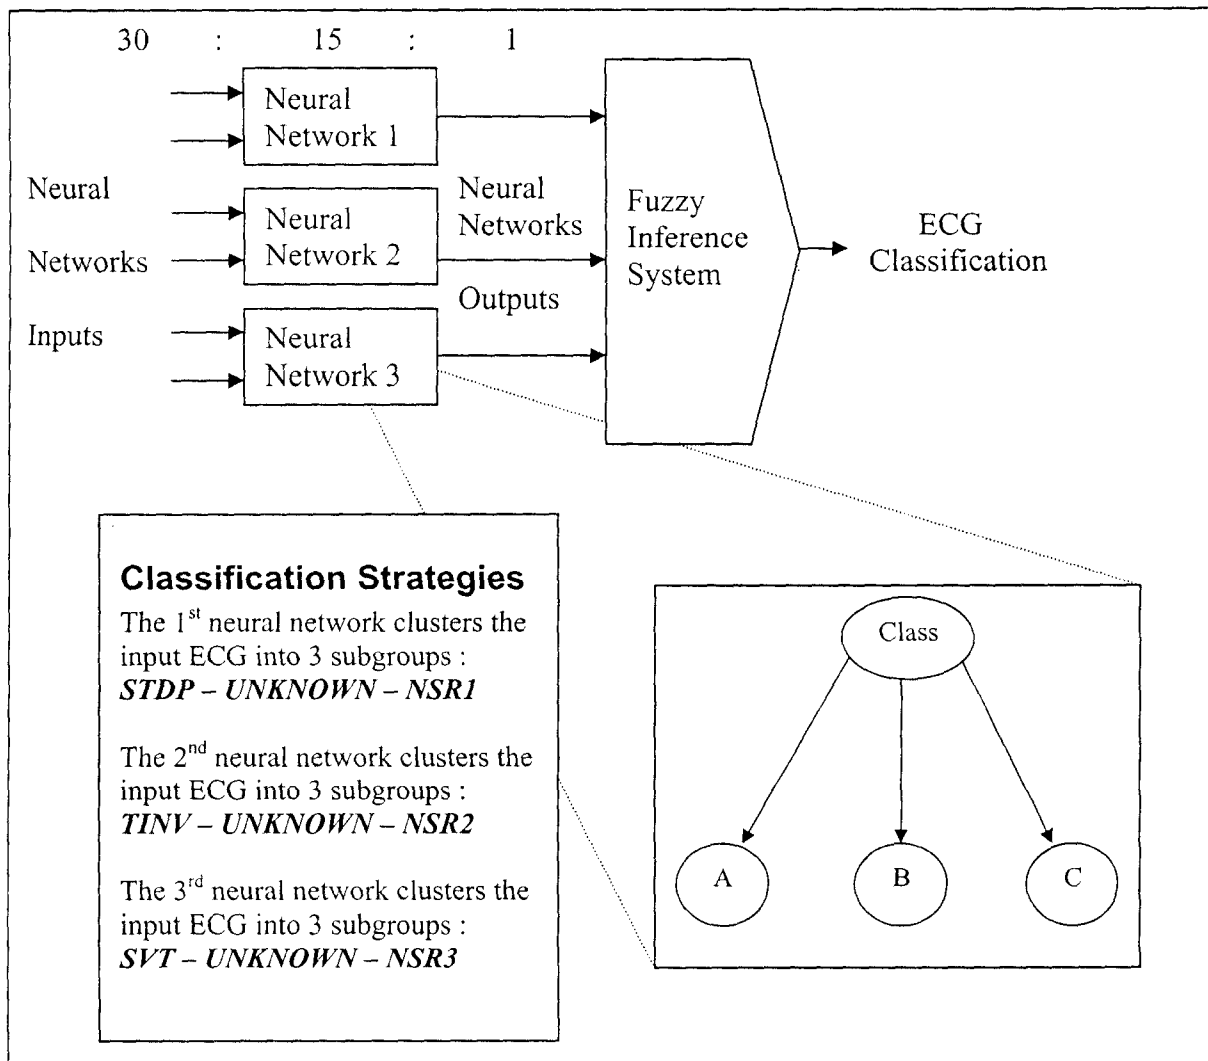 30 : 15 : 1
Neural
Network 1
Neural
Networks
Inputs
Neural
Network 2
Neural
Networks
Outputs
Neural
Network 3
Fuzzy
Inference
System
ECG
Classification
Classification Strategies
The 1st neural network clusters the
input ECG into 3 subgroups :
STDP – UNKNOWN – NSR1
The 2nd neural network clusters the
input ECG into 3 subgroups :
TINV – UNKNOWN – NSR2
The 3rd neural network clusters the
input ECG into 3 subgroups :
SVT – UNKNOWN – NSR3
Class
A
B
C